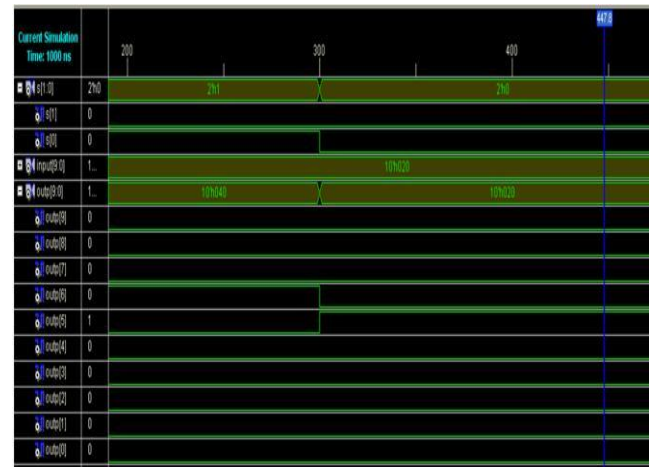 447.8
Current Simulation
Time: 1000 ns
200 300 400
s[1:0] 2'h0 2'h1 2'h0
s[1] 0
s[0] 0
input[9:0] 1... 10'h020
outp[9:0] 1... 10'h040 10'h020
outp[9] 0
outp[8] 0
outp[7] 0
outp[6] 0
outp[5] 1
outp[4] 0
outp[3] 0
outp[2] 0
outp[1] 0
outp[0] 0